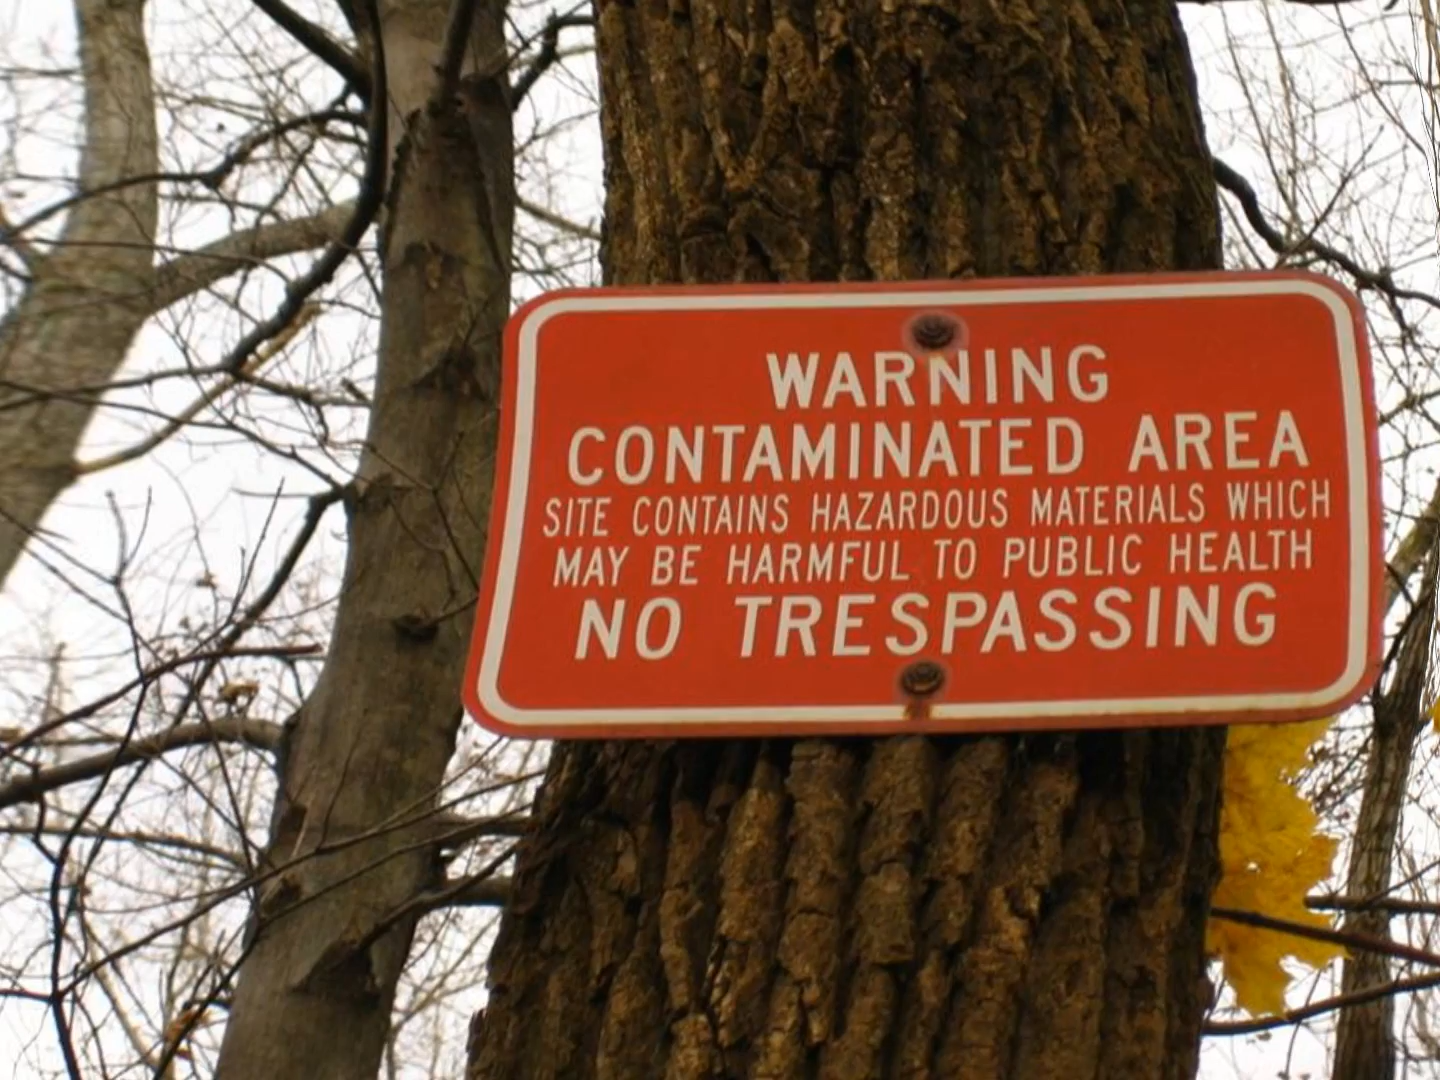 WARNING
CONTAMINATED AREA
SITE CONTAINS HAZARDOUS MATERIALS WHICH
MAY BE HARMFUL TO PUBLIC HEALTH
NO TRESPASSING